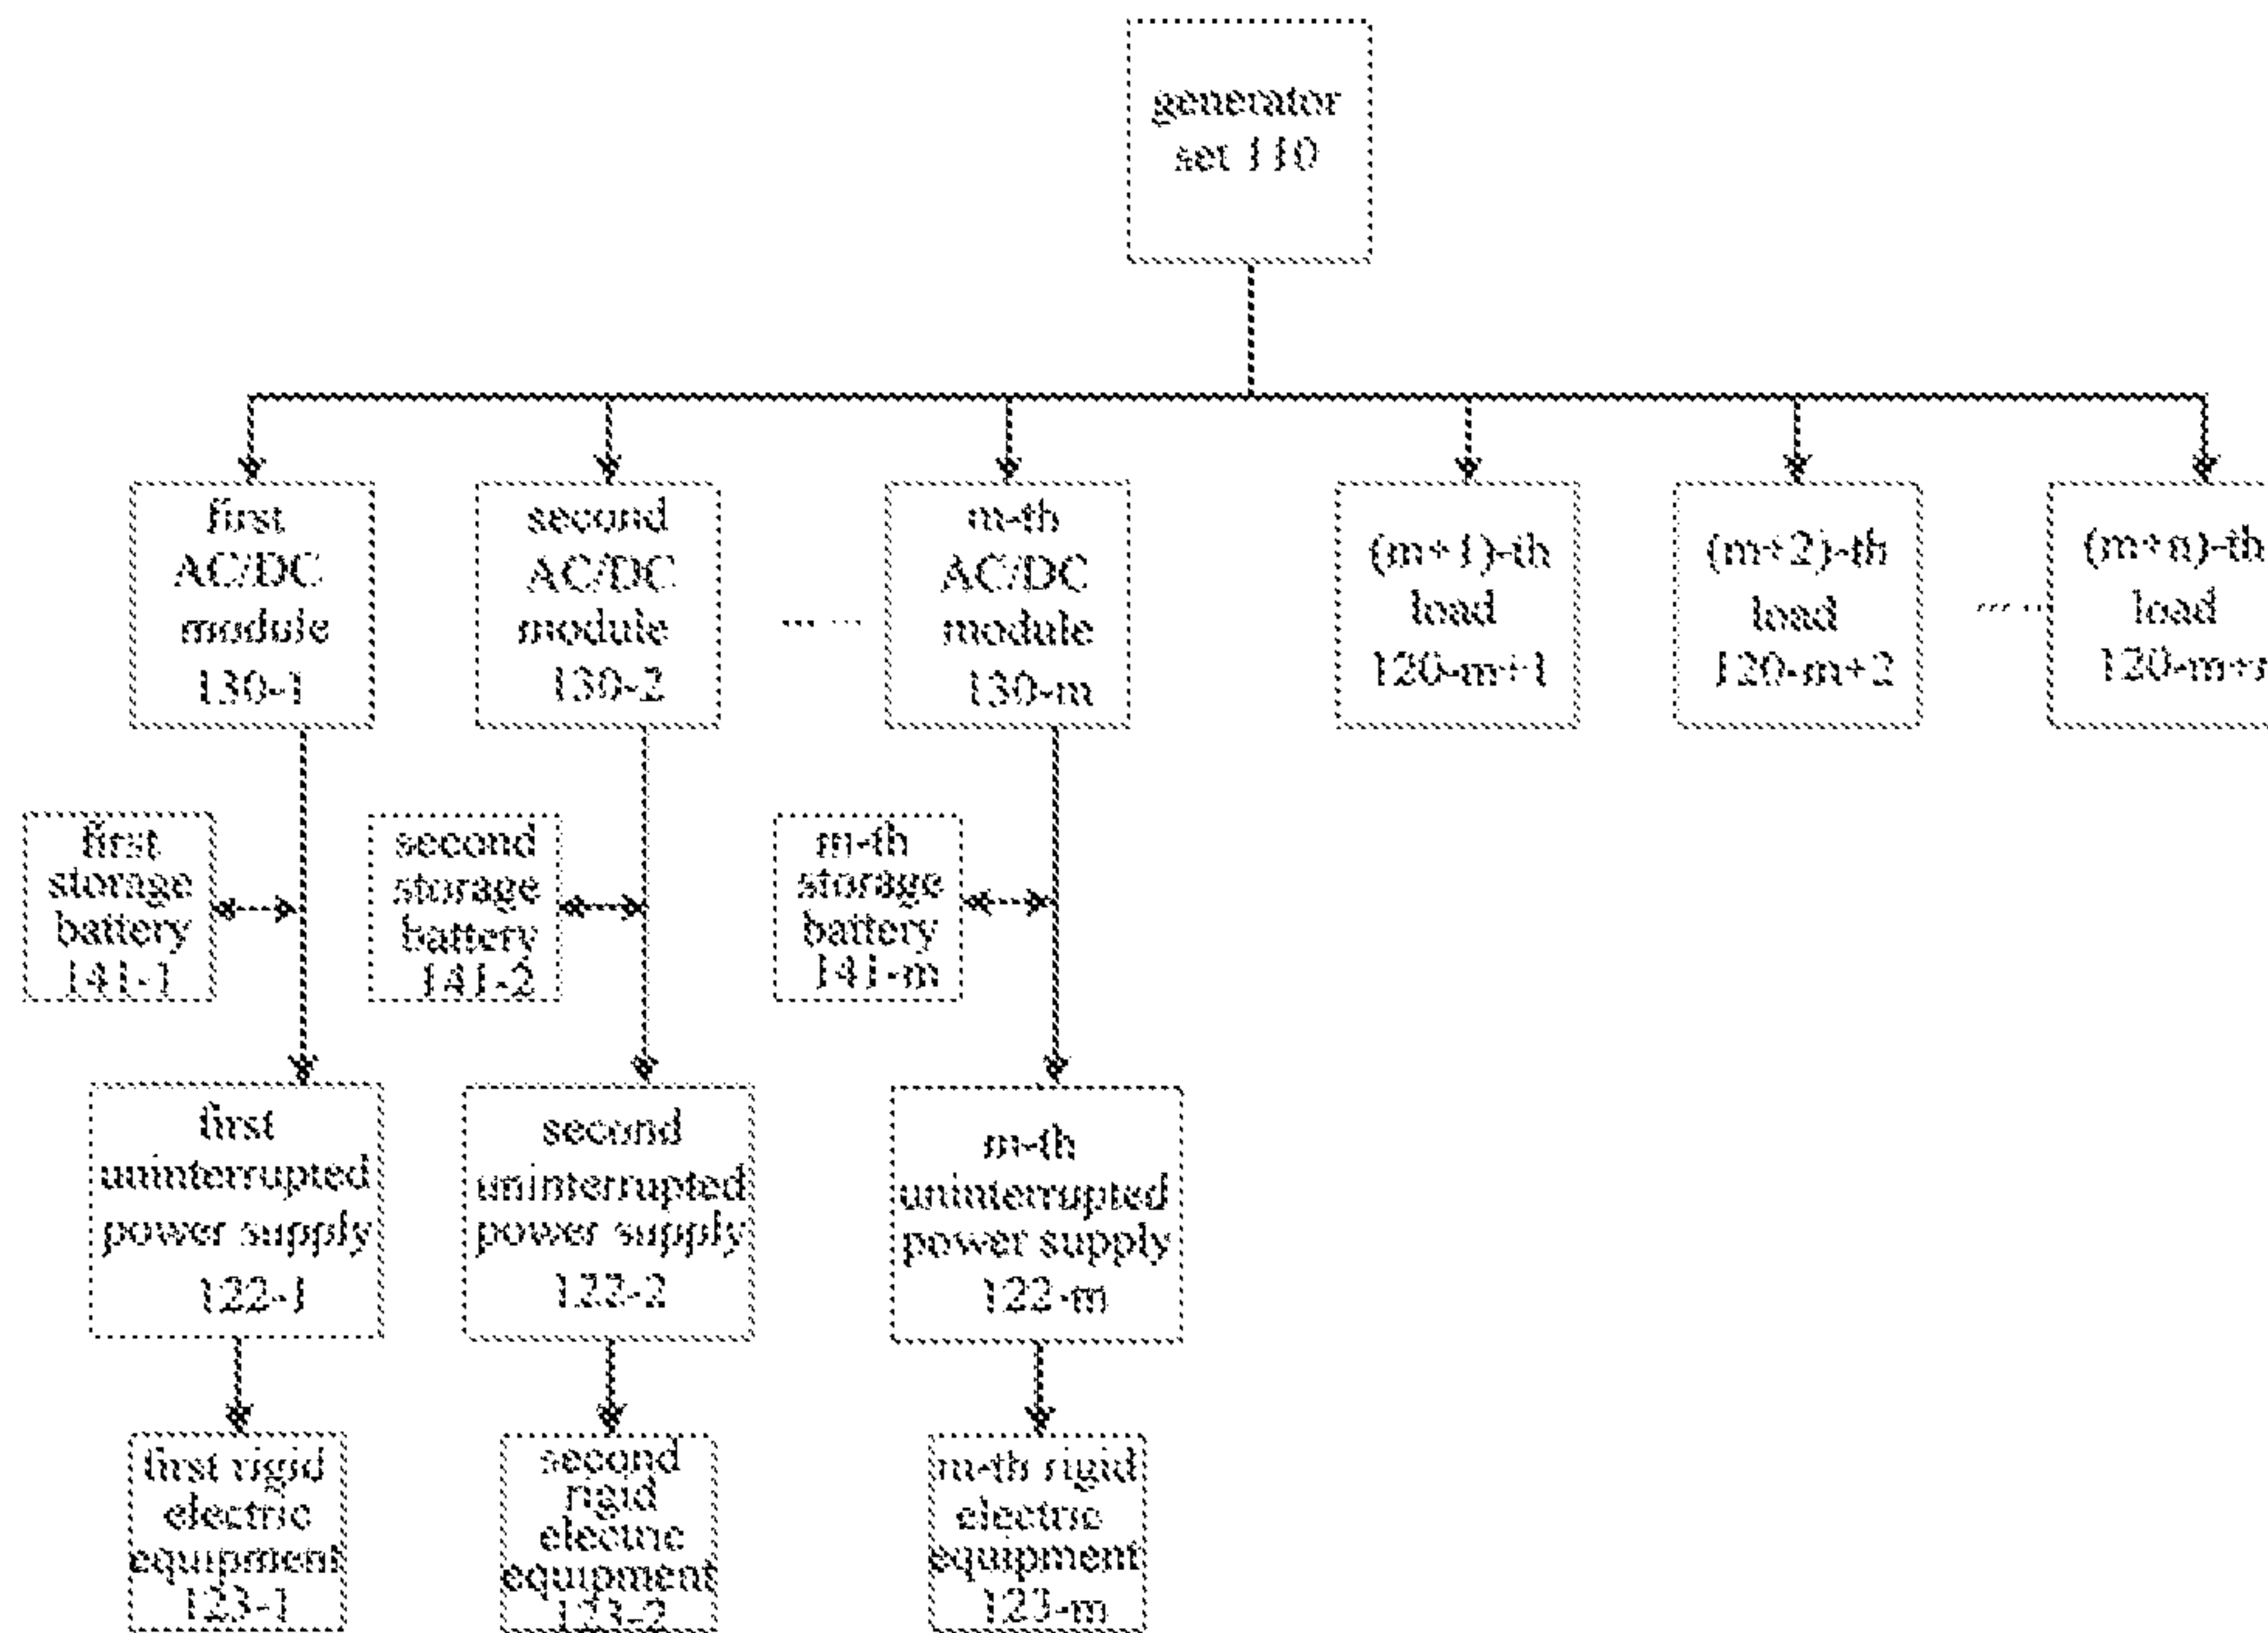 generator
set 110
first
AC/DC
module
130-1
second
AC/DC
module
130-2
......
m-th
AC/DC
module
130-m
(m+1)-th
load
120-m+1
(m+2)-th
load
120-m+2
......
(m+n)-th
load
120-m+n
first
storage
battery
141-1
second
storage
battery
141-2
m-th
storage
battery
141-m
first
uninterrupted
power supply
122-1
second
uninterrupted
power supply
122-2
m-th
uninterrupted
power supply
122-m
first rigid
electric
equipment
123-1
second
rigid
electric
equipment
123-2
m-th rigid
electric
equipment
123-m